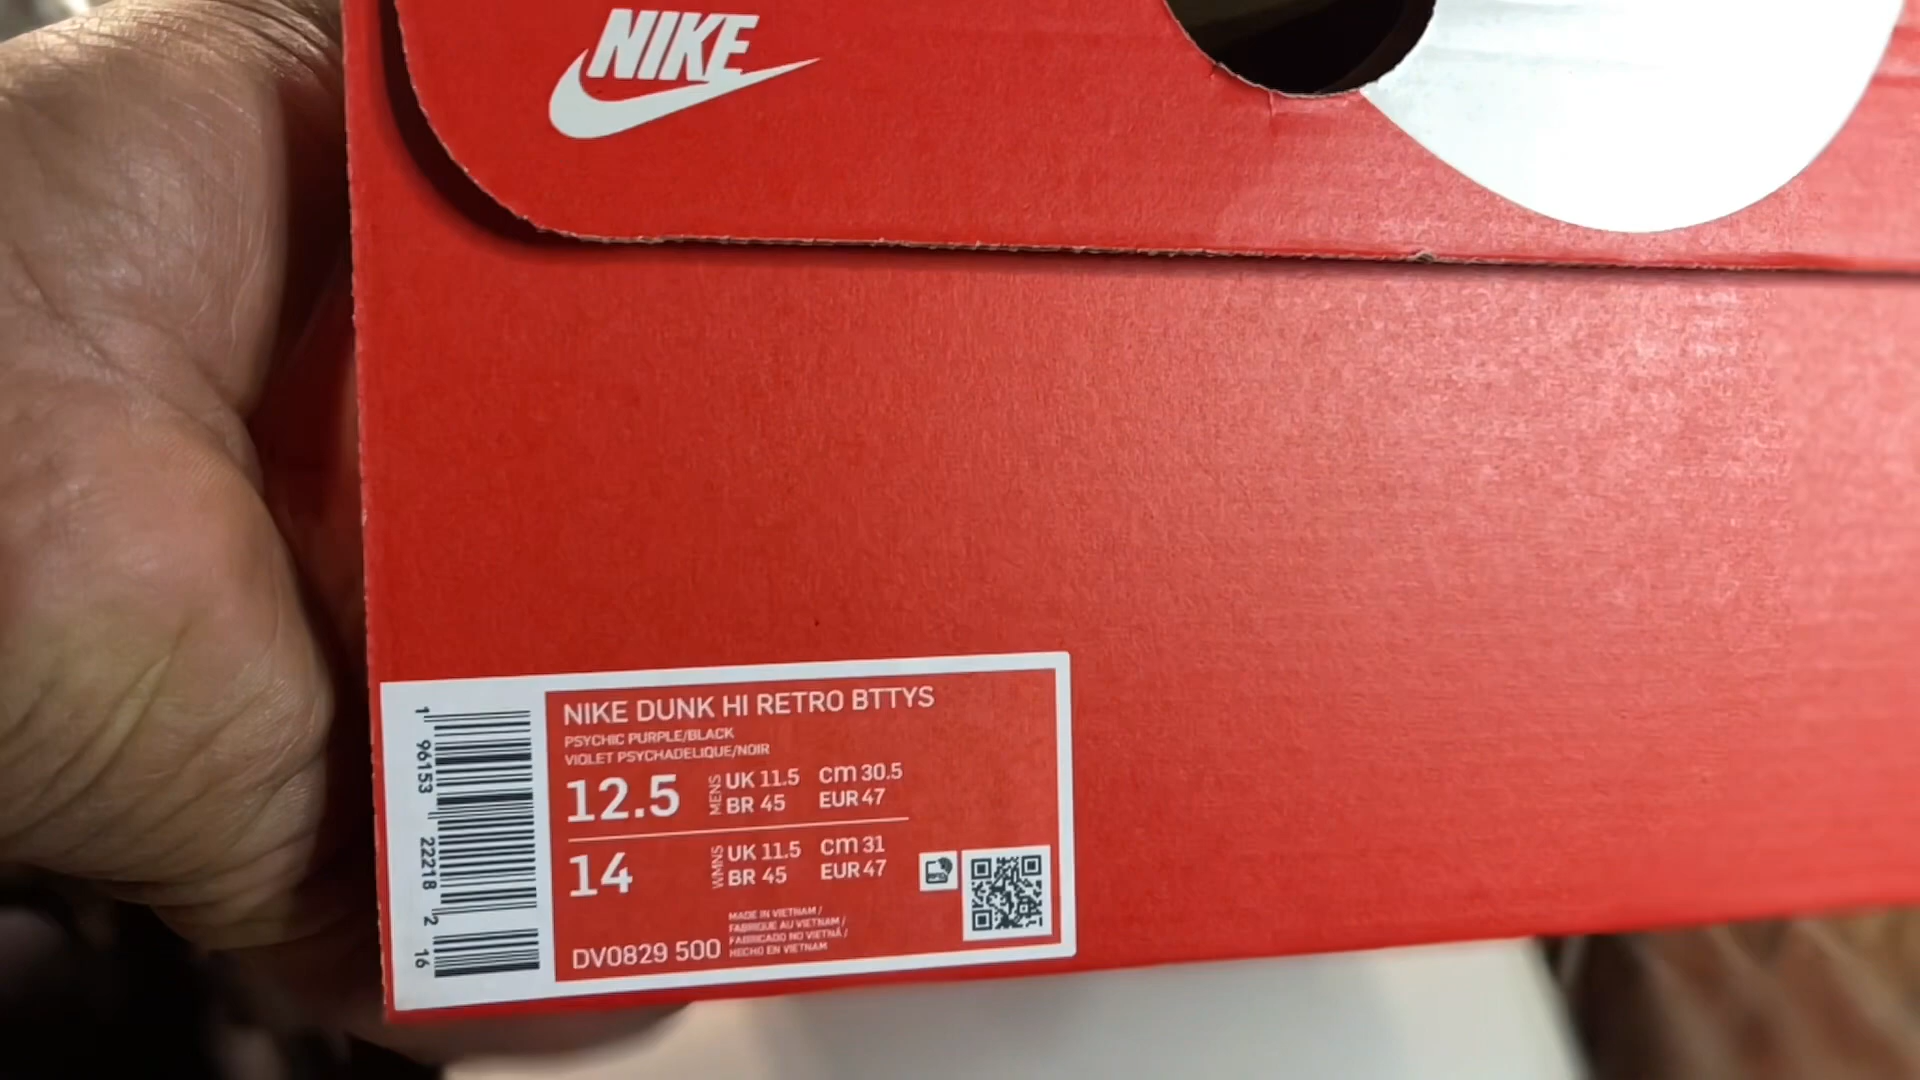 NIKE
NIKE DUNK HI RETRO BTTYS
PSYCHIC PURPLE/BLACK
VIOLET PSYCHADELIQUE/NOIR
12.5 MENS UK 11.5 cm 30.5
BR 45 EUR 47
14 WMNS UK 11.5 cm 31
BR 45 EUR 47
MADE IN VIETNAM /
FABRIQUE AU VIETNAM /
FABRICADO NO VIETNÃ /
HECHO EN VIETNAM
DV0829 500
1 96153 22218 2 16